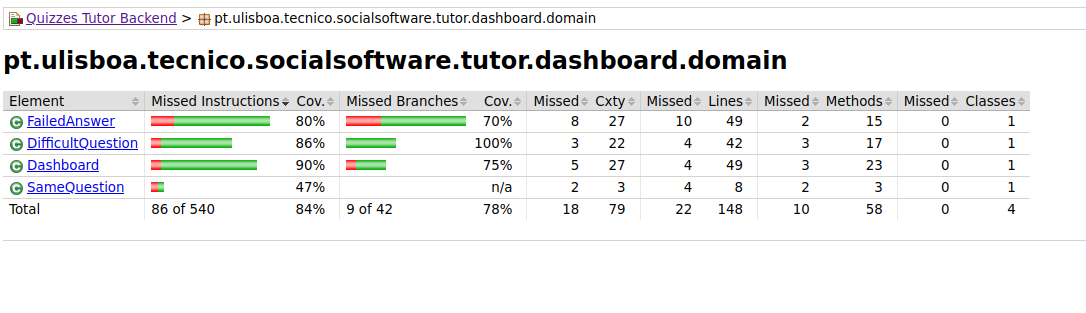 Quizzes Tutor Backend > pt.ulisboa.tecnico.socialsoftware.tutor.dashboard.domain
pt.ulisboa.tecnico.socialsoftware.tutor.dashboard.domain
Element Missed Instructions Cov. Missed Branches Cov. Missed Cxty Missed Lines Missed Methods Missed Classes
FailedAnswer 80% 70% 8 27 10 49 2 15 0 1
DifficultQuestion 86% 100% 3 22 4 42 3 17 0 1
Dashboard 90% 75% 5 27 4 49 3 23 0 1
SameQuestion 47% n/a 2 3 4 8 2 3 0 1
Total 86 of 540 84% 9 of 42 78% 18 79 22 148 10 58 0 4